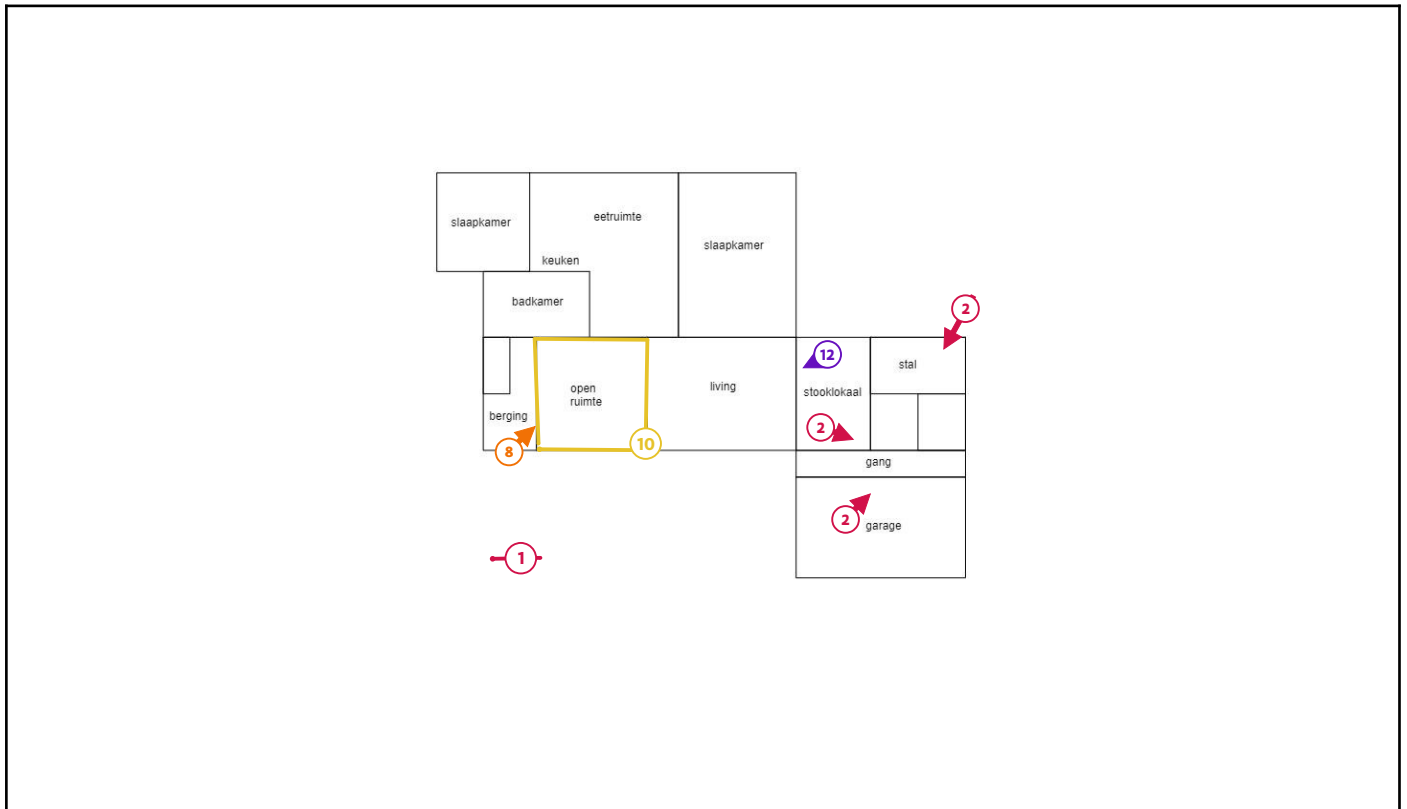 slaapkamer
eetruimte
slaapkamer
keuken
badkamer
2
12
stal
open
ruimte
living
stooklokaal
berging
2
8
10
gang
2
garage
1